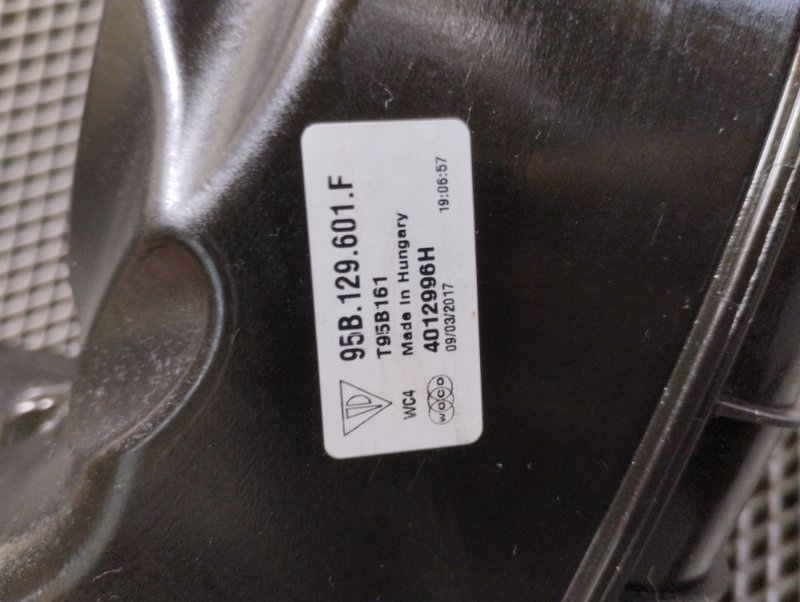 95B.129.601.F
T95B161
WC4 Made In Hungary
woco 4012996H
09/03/2017 19:06:57